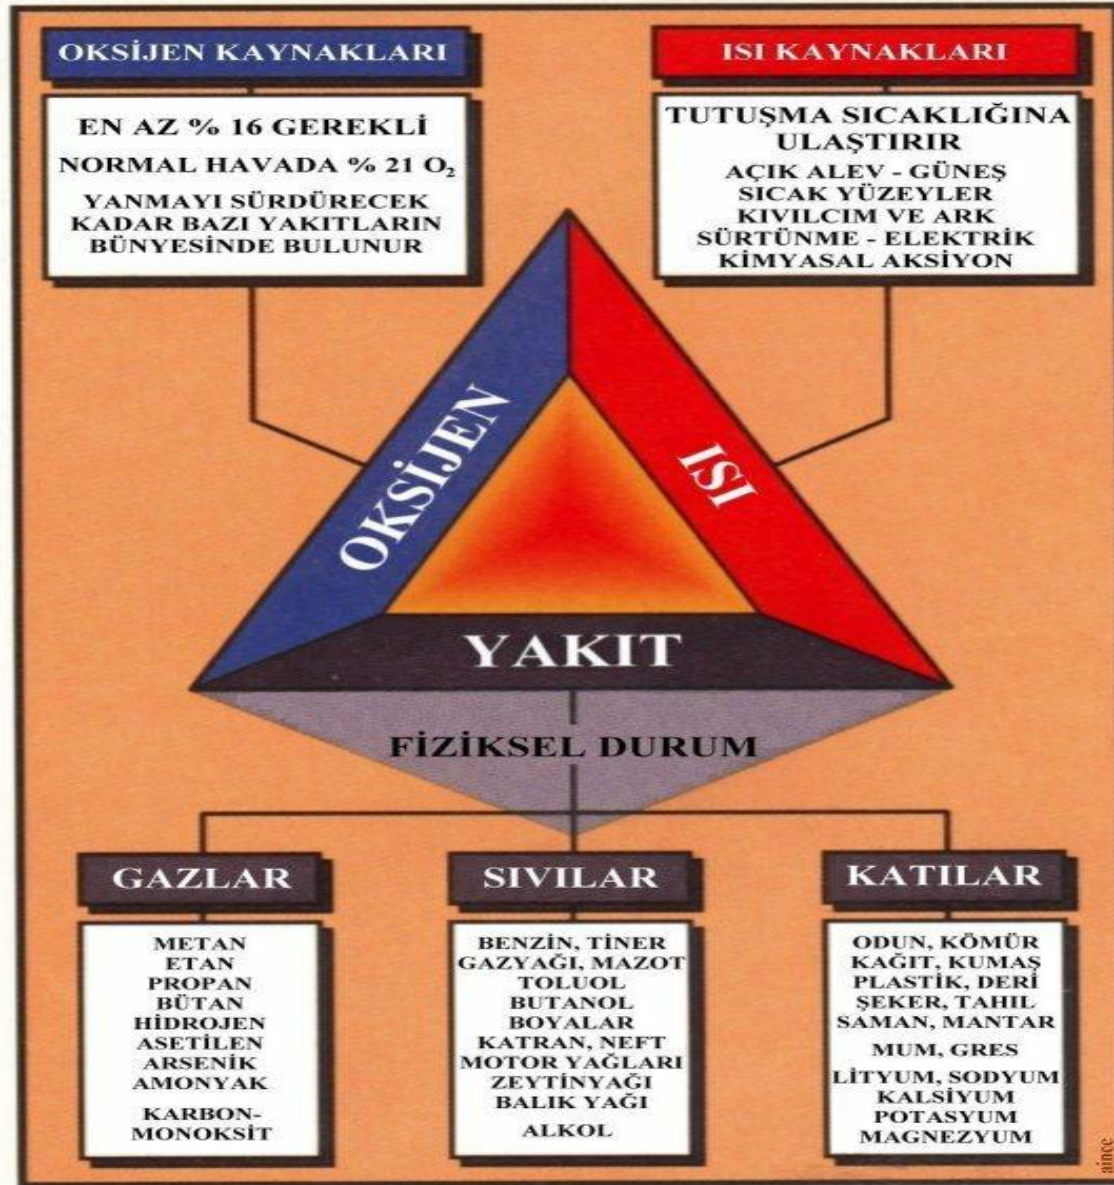 OKSİJEN KAYNAKLARI
EN AZ % 16 GEREKLİ
NORMAL HAVADA % 21 O₂
YANMAYI SÜRDÜRECEK
KADAR BAZI YAKITLARIN
BÜNYESİNDE BULUNUR
ISI KAYNAKLARI
TUTUŞMA SICAKLIĞINA
ULAŞTIRIR
AÇIK ALEV - GÜNEŞ
SICAK YÜZEYLER
KIVILCIM VE ARK
SÜRTÜNME - ELEKTRİK
KİMYASAL AKSİYON
OKSİJEN
ISI
YAKIT
FİZİKSEL DURUM
GAZLAR
METAN
ETAN
PROPAN
BÜTAN
HİDROJEN
ASETİLEN
ARSENİK
AMONYAK
KARBON-
MONOKSİT
SIVILAR
BENZİN, TİNER
GAZYAĞI, MAZOT
TOLUOL
BUTANOL
BOYALAR
KATRAN, NEFT
MOTOR YAĞLARI
ZEYTİNYAĞI
BALIK YAĞI
ALKOL
KATILAR
ODUN, KÖMÜR
KAĞIT, KUMAŞ
PLASTİK, DERİ
ŞEKER, TAHIL
SAMAN, MANTAR
MUM, GRES
LİTYUM, SODYUM
KALSİYUM
POTASYUM
MAGNEZYUM
aince